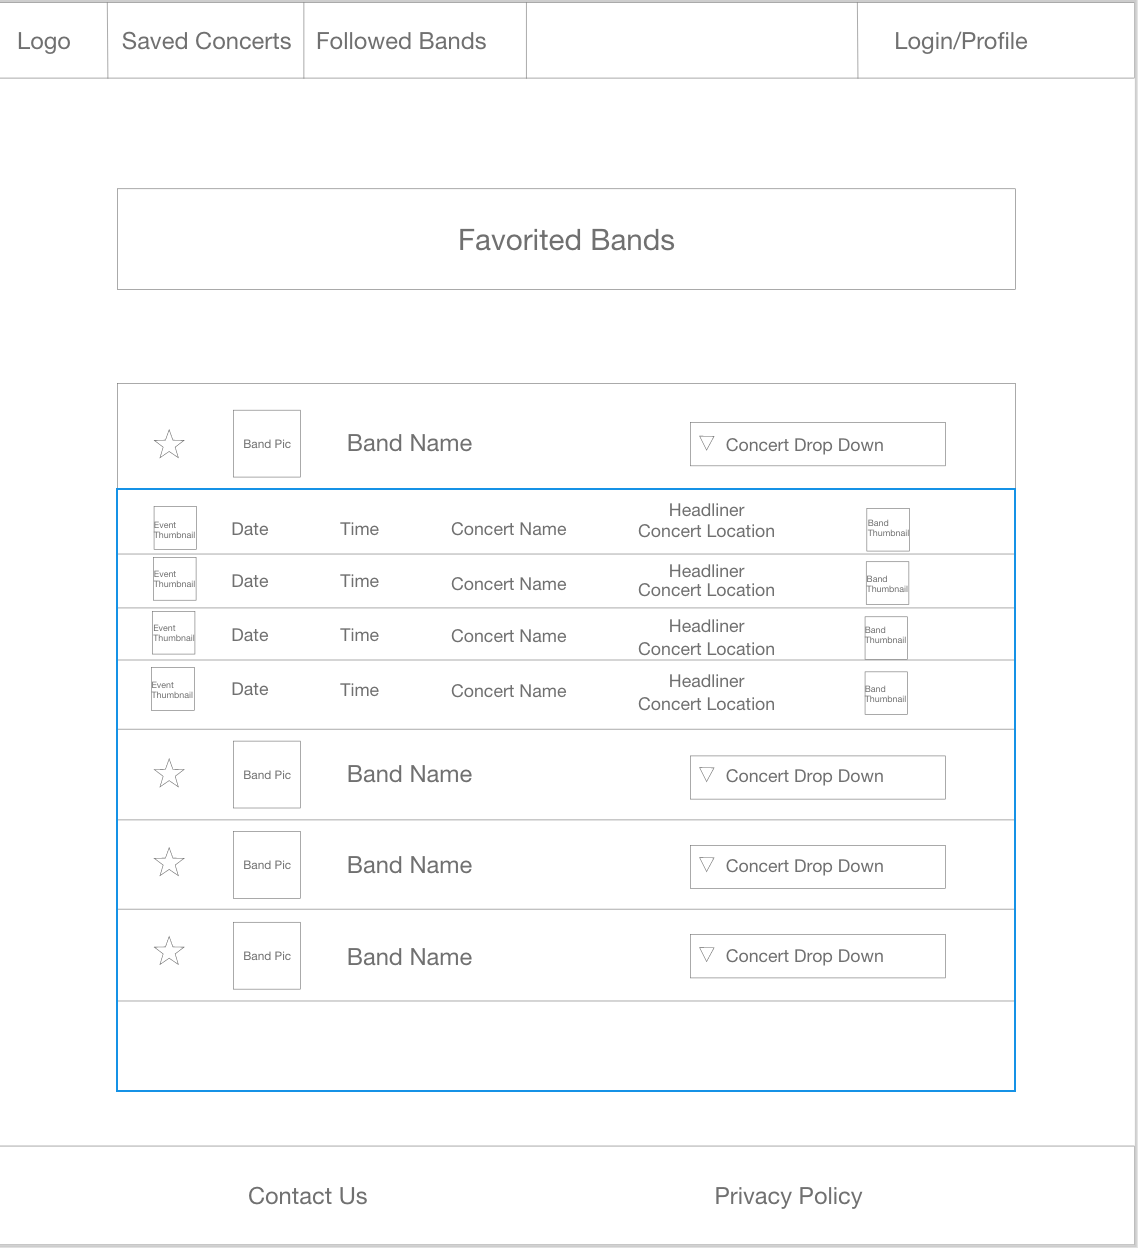 Logo
Saved Concerts
Followed Bands
Login/Profile
Favorited Bands
Band Pic
Band Name
Concert Drop Down
Event
Thumbnail
Date
Time
Concert Name
Headliner
Concert Location
Band
Thumbnail
Event
Thumbnail
Date
Time
Concert Name
Headliner
Concert Location
Band
Thumbnail
Event
Thumbnail
Date
Time
Concert Name
Headliner
Concert Location
Band
Thumbnail
Event
Thumbnail
Date
Time
Concert Name
Headliner
Concert Location
Band
Thumbnail
Band Pic
Band Name
Concert Drop Down
Band Pic
Band Name
Concert Drop Down
Band Pic
Band Name
Concert Drop Down
Contact Us
Privacy Policy